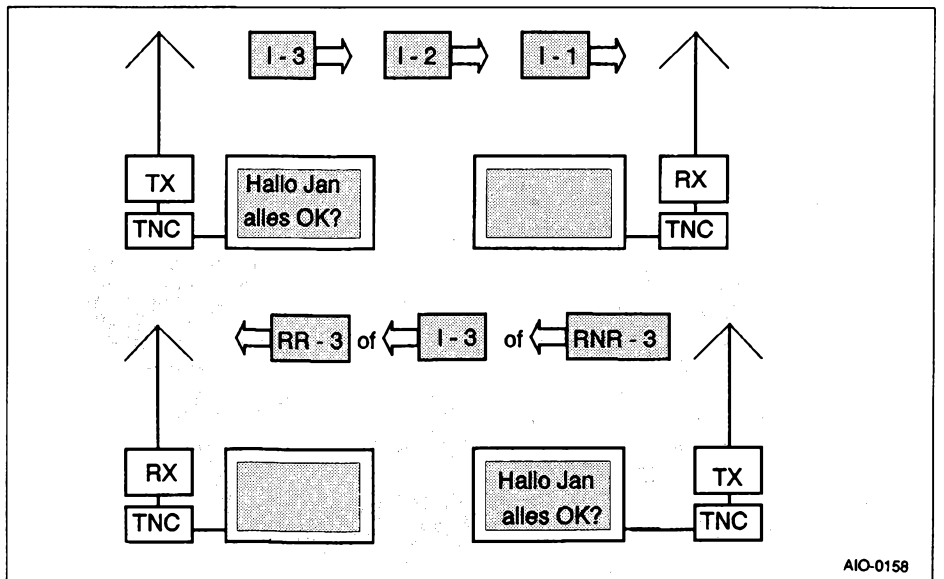 I - 3 I - 2 I - 1
TX
Hallo Jan
alles OK?
TNC
RX
TNC
RR - 3 of I - 3 of RNR - 3
RX
TNC
Hallo Jan
alles OK?
TX
TNC
AIO-0158